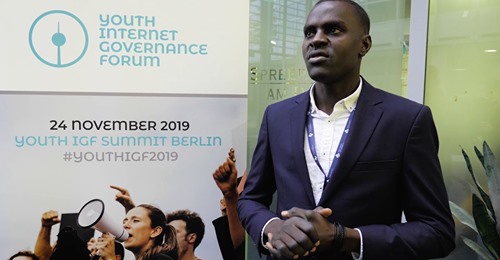 YOUTH
INTERNET
GOVERNANCE
FORUM
24 NOVEMBER 2019
YOUTH IGF SUMMIT BERLIN
#YOUTHIGF2019